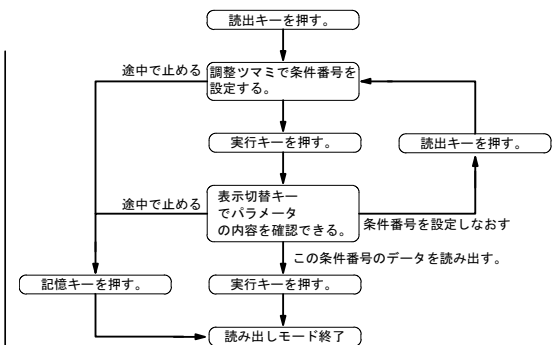 読出キーを押す。
途中で止める
調整ツマミで条件番号を
設定する。
実行キーを押す。
読出キーを押す。
途中で止める
表示切替キー
でパラメータ
の内容を確認できる。
条件番号を設定しなおす
この条件番号のデータを読み出す。
記憶キーを押す。
実行キーを押す。
読み出しモード終了